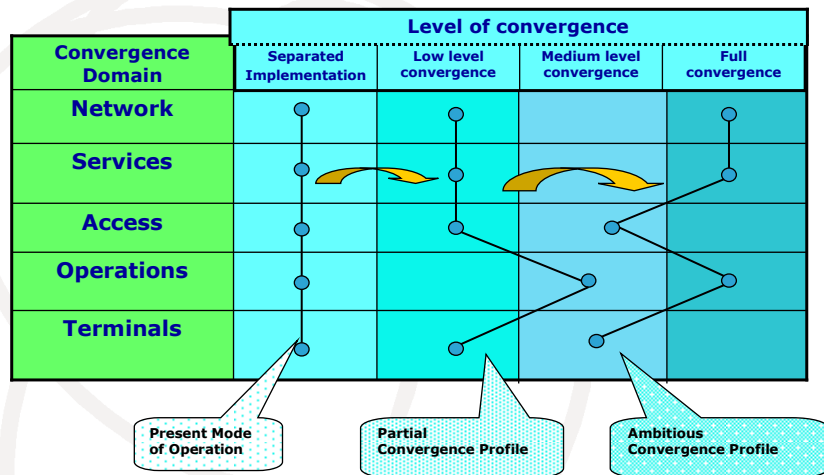 Level of convergence
Convergence
Domain
Separated
Implementation
Low level
convergence
Medium level
convergence
Full
convergence
Network
Services
Access
Operations
Terminals
Present Mode
of Operation
Partial
Convergence Profile
Ambitious
Convergence Profile